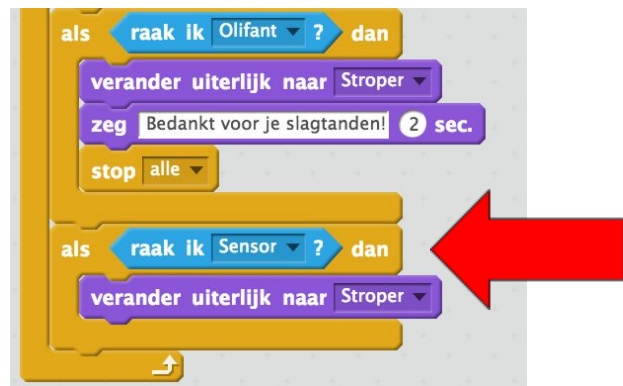 als raak ik Olifant ? dan
verander uiterlijk naar Stroper
zeg Bedankt voor je slagtanden! 2 sec.
stop alle
als raak ik Sensor ? dan
verander uiterlijk naar Stroper